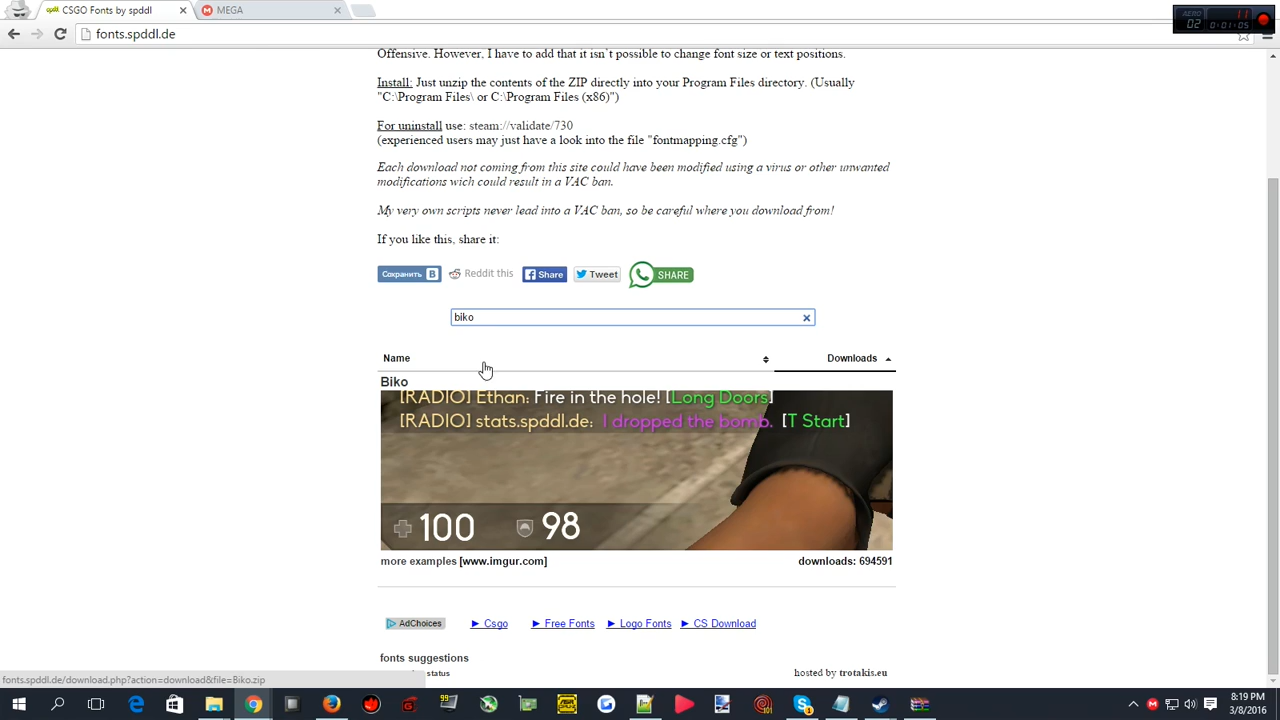 CSGO Fonts by spddl
MEGA
AERO
02
11
0:01:05
fonts.spddl.de
Offensive. However, I have to add that it isn`t possible to change font size or text positions.
Install: Just unzip the contents of the ZIP directly into your Program Files directory. (Usually
"C:\Program Files\ or C:\Program Files (x86)")
For uninstall use: steam://validate/730
(experienced users may just have a look into the file "fontmapping.cfg")
Each download not coming from this site could have been modified using a virus or other unwanted
modifications wich could result in a VAC ban.
My very own scripts never lead into a VAC ban, so be careful where you download from!
If you like this, share it:
Сохранить B Reddit this Share Tweet SHARE
biko
Name Downloads
Biko
[RADIO] Ethan: Fire in the hole! [Long Doors]
[RADIO] stats.spddl.de: I dropped the bomb. [T Start]
100 98
more examples [www.imgur.com] downloads: 694591
AdChoices Csgo Free Fonts Logo Fonts CS Download
fonts suggestions
status hosted by trotakis.eu
fonts.spddl.de/download.php?action=download&file=Biko.zip
8:19 PM
3/8/2016